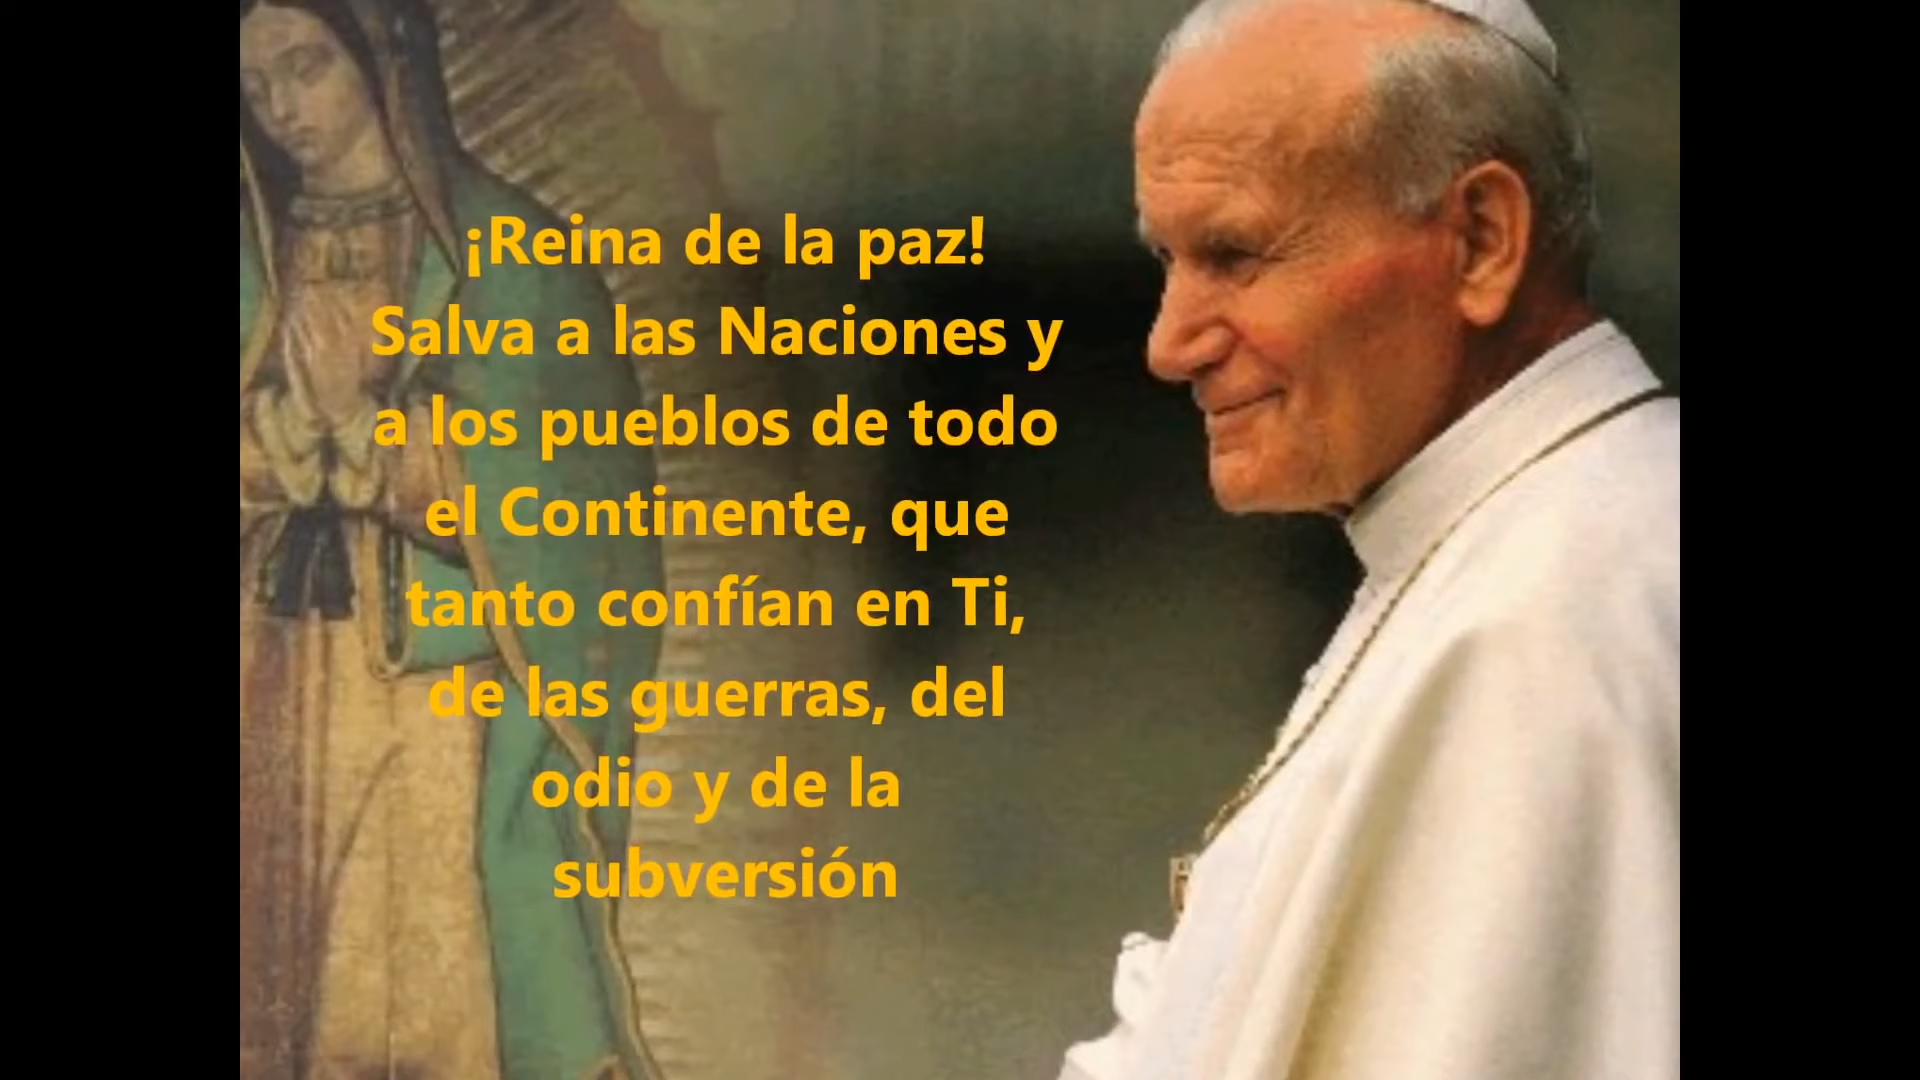 ¡Reina de la paz!
Salva a las Naciones y
a los pueblos de todo
el Continente, que
tanto confían en Ti,
de las guerras, del
odio y de la
subversión